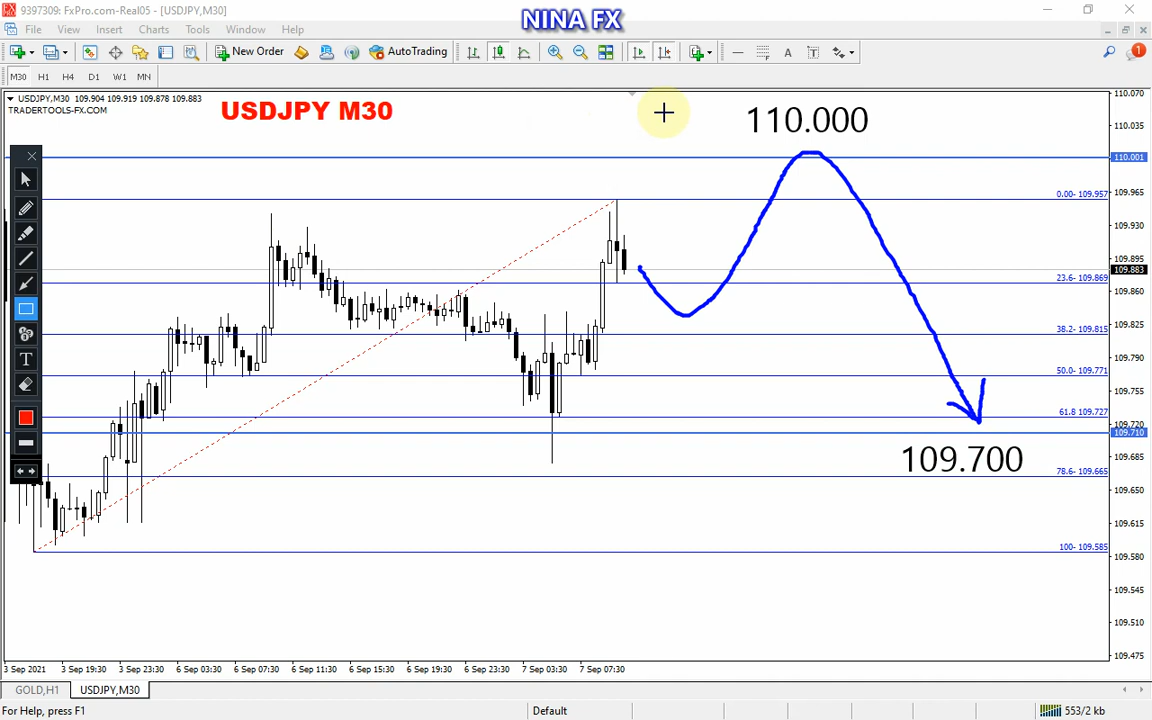 9397309: FxPro.com-Real05 - [USDJPY,M30]
NINA FX
File View Insert Charts Tools Window Help
New Order AutoTrading A T 1
M30 H1 H4 D1 W1 MN
USDJPY,M30 109.904 109.919 109.878 109.883
TRADERTOOLS-FX.COM
USDJPY M30
110.000
110.070
110.035
110.001
0.00- 109.957
109.965
109.930
109.895
109.883
23.6- 109.869
109.860
38.2- 109.815
109.825
109.790
50.0- 109.771
109.755
61.8 109.727
109.720
109.710
109.700
109.685
78.6- 109.665
109.650
109.615
100- 109.585
109.580
109.545
109.510
109.475
T
3 Sep 2021 3 Sep 19:30 3 Sep 23:30 6 Sep 03:30 6 Sep 07:30 6 Sep 11:30 6 Sep 15:30 6 Sep 19:30 6 Sep 23:30 7 Sep 03:30 7 Sep 07:30
GOLD,H1 USDJPY,M30
For Help, press F1 Default 553/2 kb